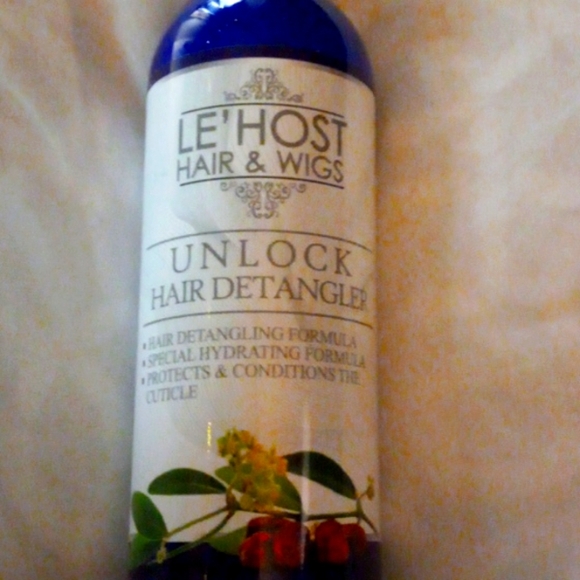 LE'HOST
HAIR & WIGS
UNLOCK
HAIR DETANGLER
• HAIR DETANGLING FORMULA
• SPECIAL HYDRATING FORMULA
• PROTECTS & CONDITIONS THE
CUTICLE